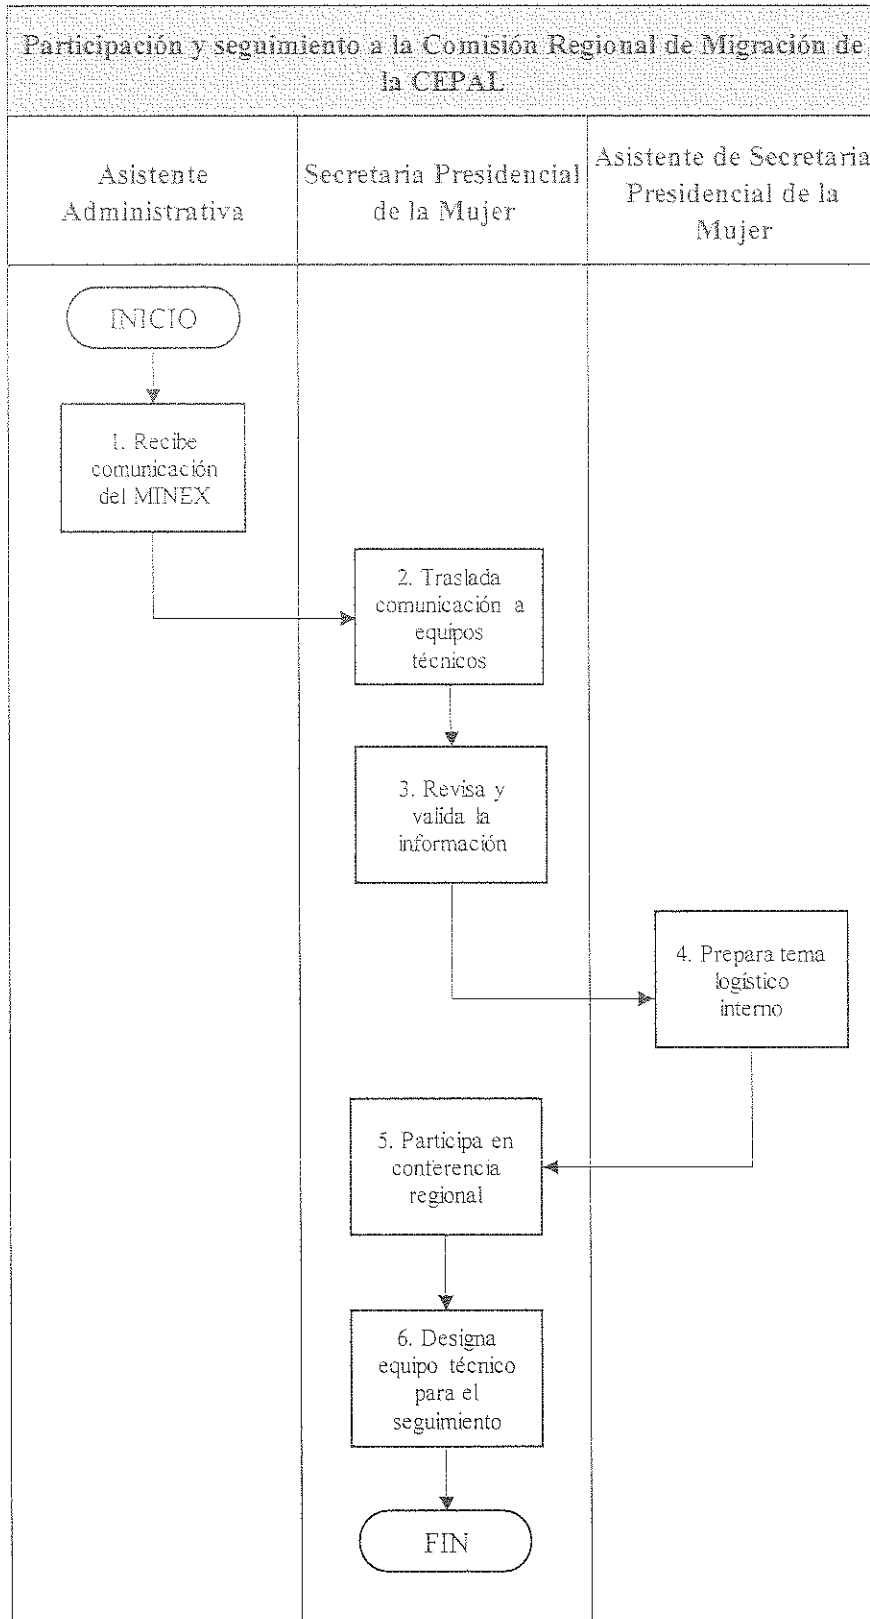 Participación y seguimiento a la Comisión Regional de Migración de
la CEPAL
Asistente
Administrativa
Secretaria Presidencial
de la Mujer
Asistente de Secretaria
Presidencial de la
Mujer
INICIO
1. Recibe
comunicación
del MINEX
2. Traslada
comunicación a
equipos
técnicos
3. Revisa y
valida la
información
4. Prepara tema
logístico
interno
5. Participa en
conferencia
regional
6. Designa
equipo técnico
para el
seguimiento
FIN